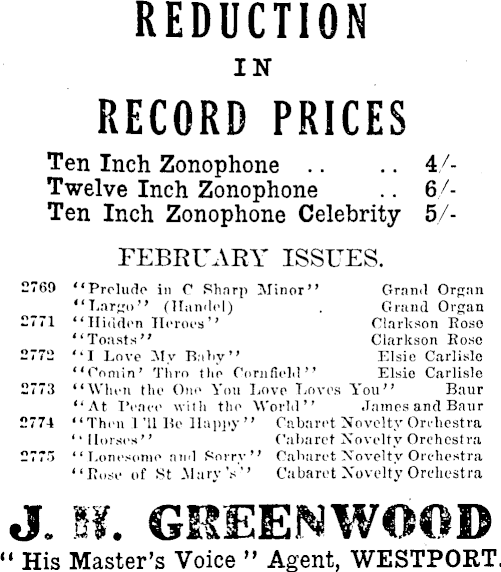 REDUCTION
IN
RECORD PRICES
Ten Inch Zonophone .. .. 4/-
Twelve Inch Zonophone .. 6/-
Ten Inch Zonophone Celebrity 5/-
FEBRUARY ISSUES.
2769 "Prelude in C Sharp Minor" Grand Organ
"Largo" (Handel) Grand Organ
2771 "Hidden Heroes" Clarkson Rose
"Toasts" Clarkson Rose
2772 "I Love My Baby" Elsie Carlisle
"Comin' Thro the Cornfield" Elsie Carlisle
2773 "When the One You Love Loves You" Baur
"At Peace with the World" James and Baur
2774 "Then I'll Be Happy" Cabaret Novelty Orchestra
"Horses" Cabaret Novelty Orchestra
2775 "Lonesome and Sorry" Cabaret Novelty Orchestra
"Rose of St Mary's" Cabaret Novelty Orchestra
J. H. GREENWOOD
"His Master's Voice" Agent, WESTPORT.